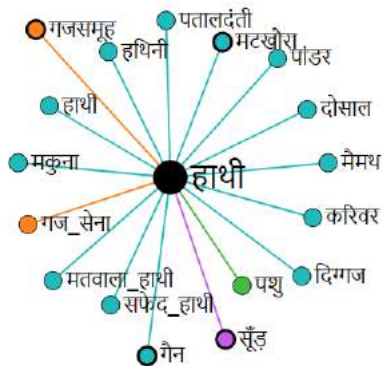 पतालदंती
गजसमूह
मटखोरा
हथिनी
पांडर
हाथी
दोसाल
मकुना
मैमथ
हाथी
गज_सेना
करिवर
मतवाला_हाथी
पशु
दिग्गज
सफेद_हाथी
सूँड़
गैन